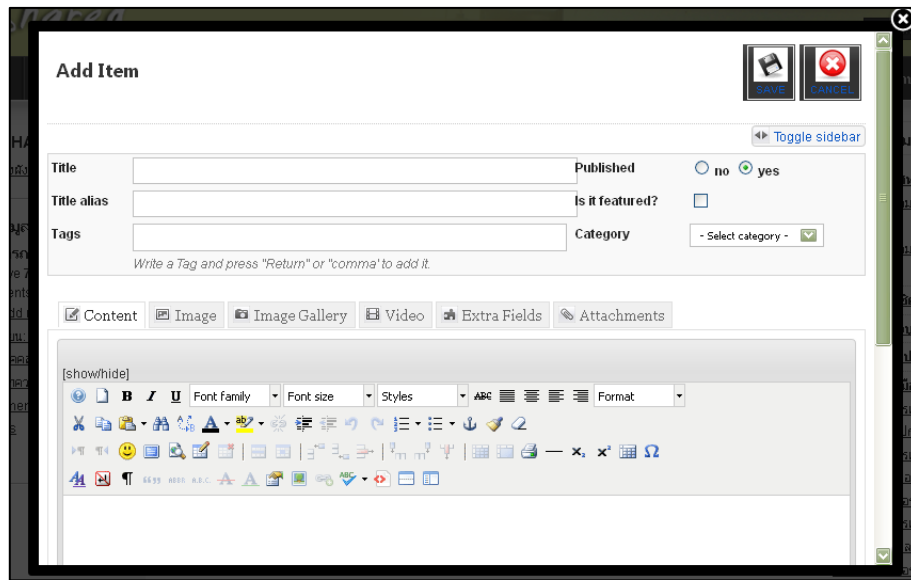 shared
Add Item
SAVE CANCEL
Toggle sidebar
Title
Published no yes
Title alias
Is it featured?
Tags
Category - Select category -
Write a Tag and press "Return" or "comma' to add it.
Content Image Image Gallery Video Extra Fields Attachments
[show/hide]
B I U Font family Font size Styles ABC Format